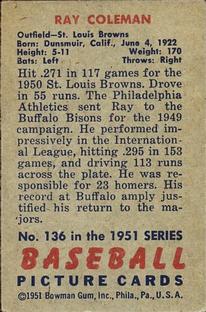 RAY COLEMAN
Outfield—St. Louis Browns
Born: Dunsmuir, Calif., June 4, 1922
Height: 5-11 Weight: 170
Bats: Left Throws: Right
Hit .271 in 117 games for the
1950 St. Louis Browns. Drove
in 55 runs. The Philadelphia
Athletics sent Ray to the
Buffalo Bisons for the 1949
campaign. He performed im-
pressively in the Internation-
al League, hitting .295 in 153
games, and driving 113 runs
across the plate. He was re-
sponsible for 23 homers. His
record at Buffalo amply jus-
tified his return to the ma-
jors.
No. 136 in the 1951 SERIES
BASEBALL
PICTURE CARDS
©1951 Bowman Gum, Inc., Phila., Pa., U. S. A.